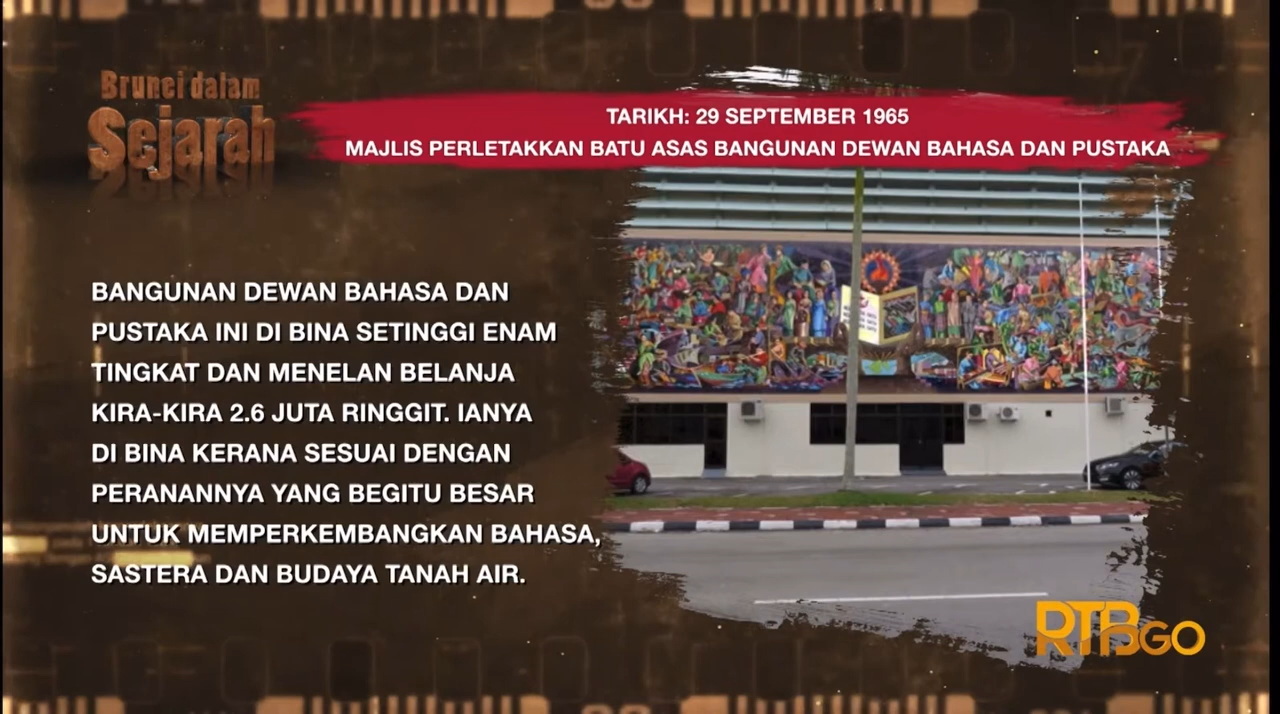 Brunei dalam
Sejarah
TARIKH: 29 SEPTEMBER 1965
MAJLIS PERLETAKKAN BATU ASAS BANGUNAN DEWAN BAHASA DAN PUSTAKA
BANGUNAN DEWAN BAHASA DAN
PUSTAKA INI DI BINA SETINGGI ENAM
TINGKAT DAN MENELAN BELANJA
KIRA-KIRA 2.6 JUTA RINGGIT. IANYA
DI BINA KERANA SESUAI DENGAN
PERANANNYA YANG BEGITU BESAR
UNTUK MEMPERKEMBANGKAN BAHASA,
SASTERA DAN BUDAYA TANAH AIR.
RTBGO